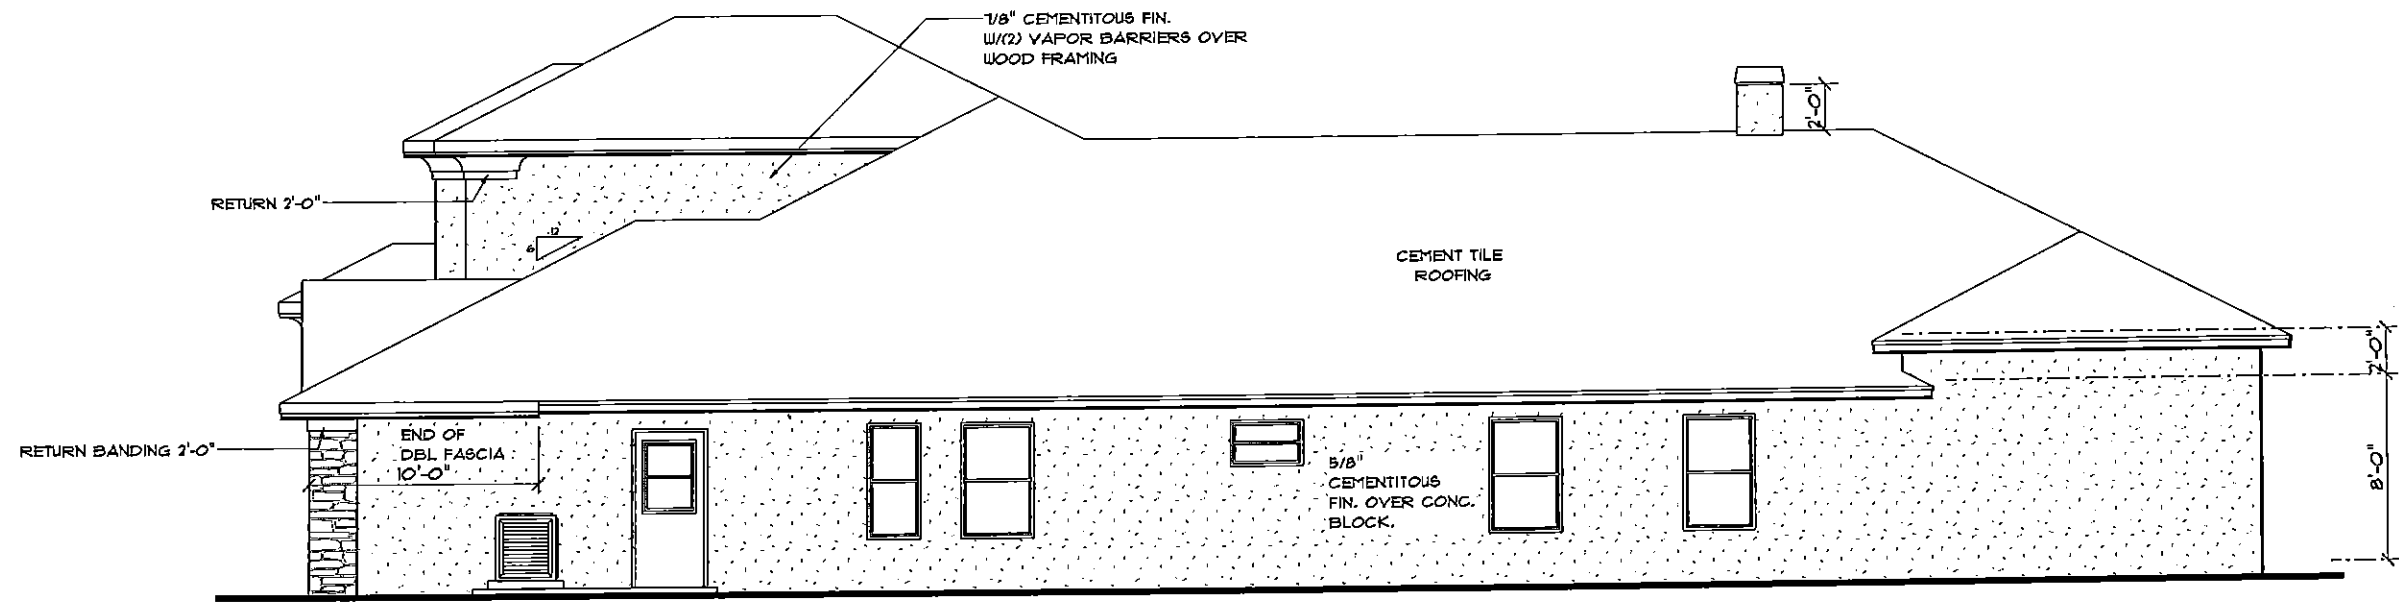 7/8" CEMENTITOUS FIN.
W/(2) VAPOR BARRIERS OVER
WOOD FRAMING
2'-0"
RETURN 2'-0"
12
6
CEMENT TILE
ROOFING
2'-0"
RETURN BANDING 2'-0"
END OF
DBL FASCIA
10'-0"
5/8"
CEMENTITOUS
FIN. OVER CONC.
BLOCK.
8'-0"